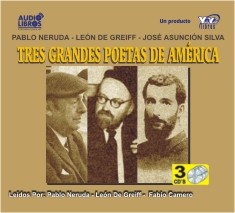 AUDIO
LIBROS
Un producto
PABLO NERUDA - LEÓN DE GREIFF - JOSÉ ASUNCIÓN SILVA
TRES GRANDES POETAS DE AMÉRICA
3
CD'S
Leídos Por: Pablo Neruda - León De Greiff - Fabio Camero